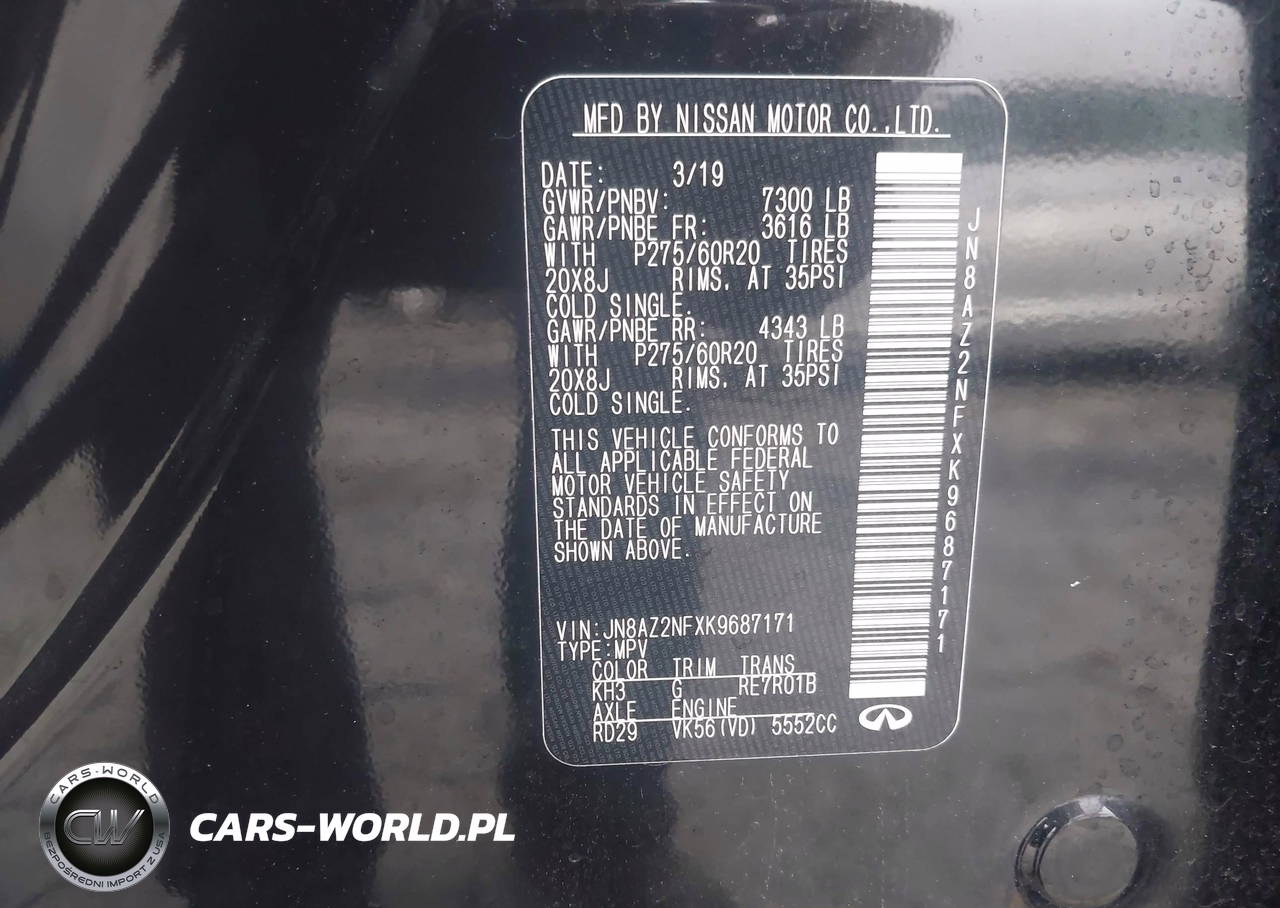 MFD BY NISSAN MOTOR CO.,LTD.
DATE: 3/19
GVWR/PNBV: 7300 LB
GAWR/PNBE FR: 3616 LB
WITH P275/60R20 TIRES
20X8J RIMS. AT 35PSI
COLD SINGLE.
GAWR/PNBE RR: 4343 LB
WITH P275/60R20 TIRES
20X8J RIMS. AT 35PSI
COLD SINGLE.
THIS VEHICLE CONFORMS TO
ALL APPLICABLE FEDERAL
MOTOR VEHICLE SAFETY
STANDARDS IN EFFECT ON
THE DATE OF MANUFACTURE
SHOWN ABOVE.
VIN:JN8AZ2NFXK9687171
TYPE:MPV
COLOR TRIM TRANS
KH3 G RE7R01B
AXLE ENGINE
RD29 VK56(VD) 5552CC
JN8AZ2NFXK9687171
CARS-WORLD
CW
BEZPOŚREDNI IMPORT Z USA
CARS-WORLD.PL